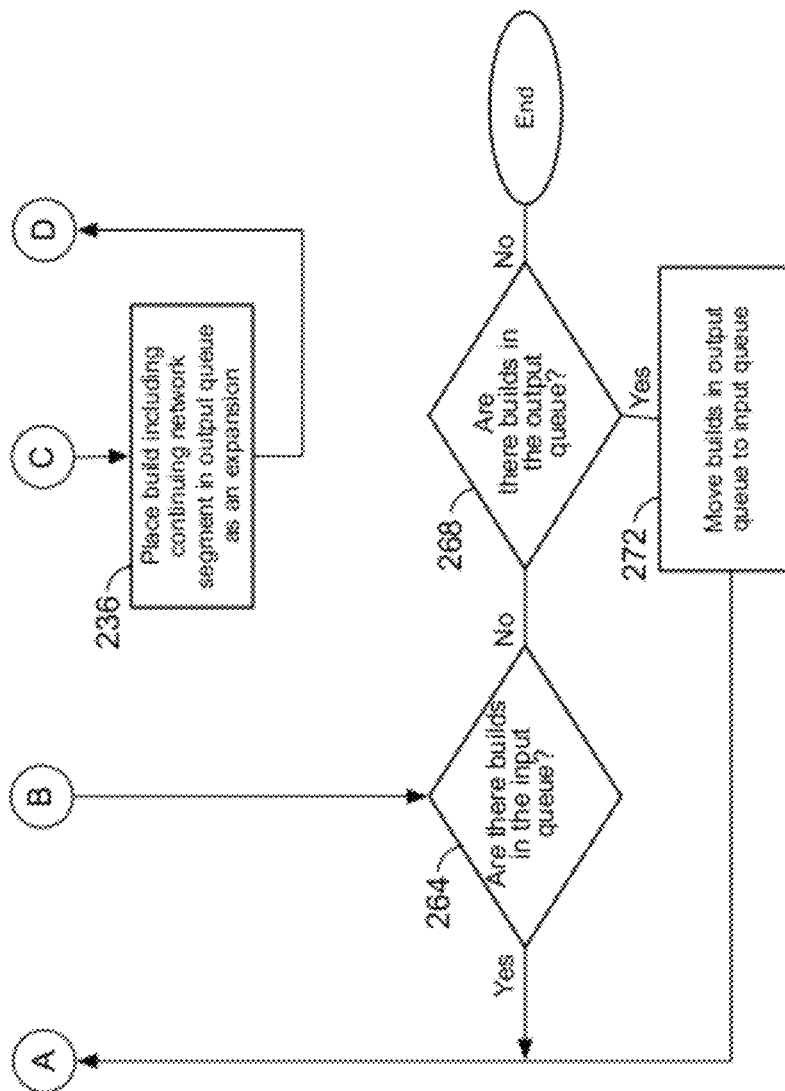 A
B
C
D
236
Place build including
continuing network
segment in output queue
as an expansion
264
Are there builds
in the input
queue?
Yes
No
268
Are
there builds in
the output
queue?
No
End
Yes
272
Move builds in output
queue to input queue